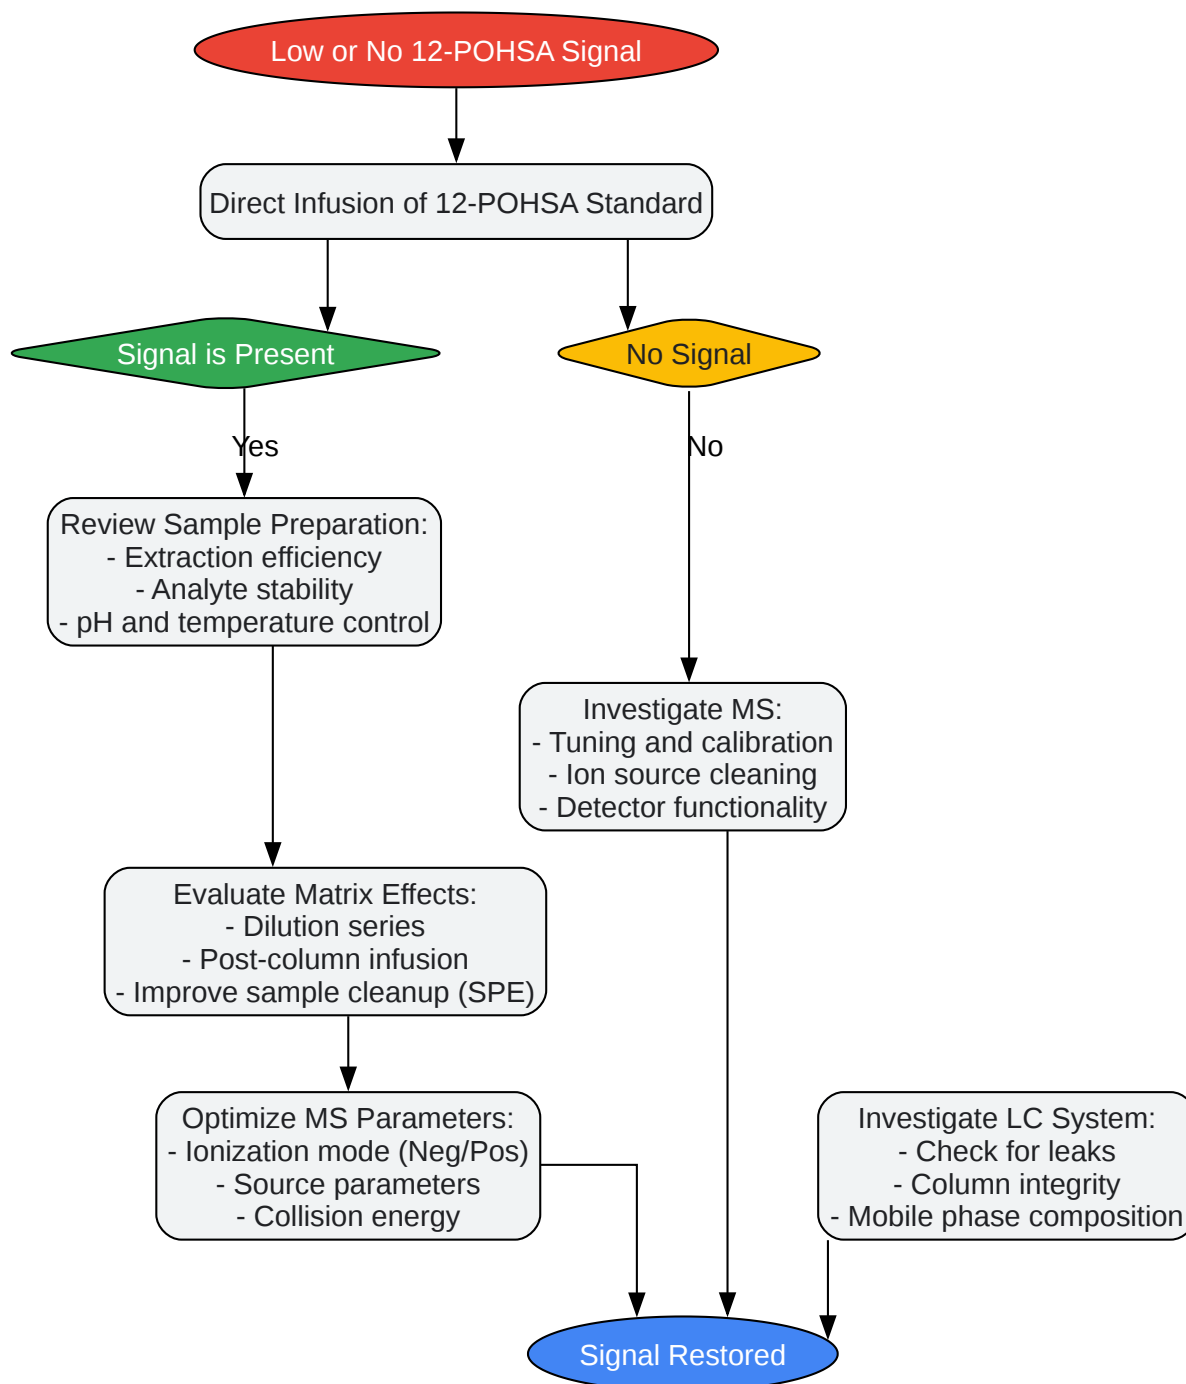 Low or No 12-POHSA Signal
Direct Infusion of 12-POHSA Standard
Signal is Present
No Signal
Yes
No
Review Sample Preparation:
- Extraction efficiency
- Analyte stability
- pH and temperature control
Investigate MS:
- Tuning and calibration
- Ion source cleaning
- Detector functionality
Evaluate Matrix Effects:
- Dilution series
- Post-column infusion
- Improve sample cleanup (SPE)
Optimize MS Parameters:
- Ionization mode (Neg/Pos)
- Source parameters
- Collision energy
Investigate LC System:
- Check for leaks
- Column integrity
- Mobile phase composition
Signal Restored